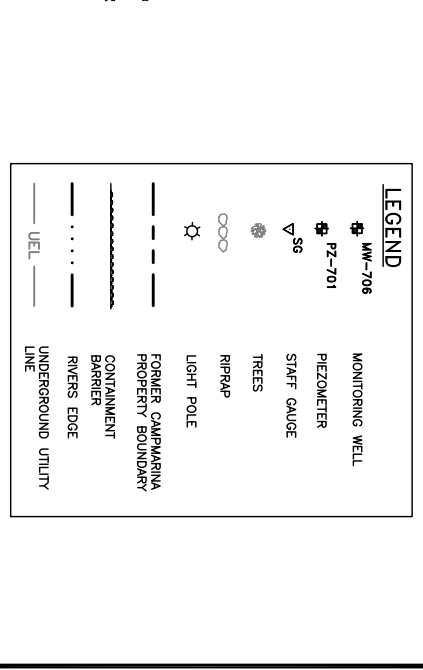 LEGEND
MW-706 MONITORING WELL
PZ-701 PIEZOMETER
SG STAFF GAUGE
TREES
RIPRAP
LIGHT POLE
FORMER CAMPMARINA
PROPERTY BOUNDARY
CONTAINMENT
BARRIER
RIVERS EDGE
UEL UNDERGROUND UTILITY
LINE